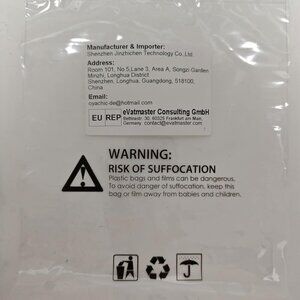 Manufacturer & Importer:
Shenzhen Jinzhichen Technology Co.,Ltd.
Address:
Room 101, No.5,Lane 3, Area A, Songzi Garden
Minzhi, Longhua District
Shenzhen, Longhua, Guangdong, 518100,
China
Email:
oyachic-de@hotmail.com
EU REP
eVatmaster Consulting GmbH
Bettinastr. 30, 60325 Frankfurt am Main,
Germany contact@evatmaster.com
WARNING:
RISK OF SUFFOCATION
Plastic bags and films can be dangerous.
To avoid danger of suffocation, keep this
bag or film away from babies and children.